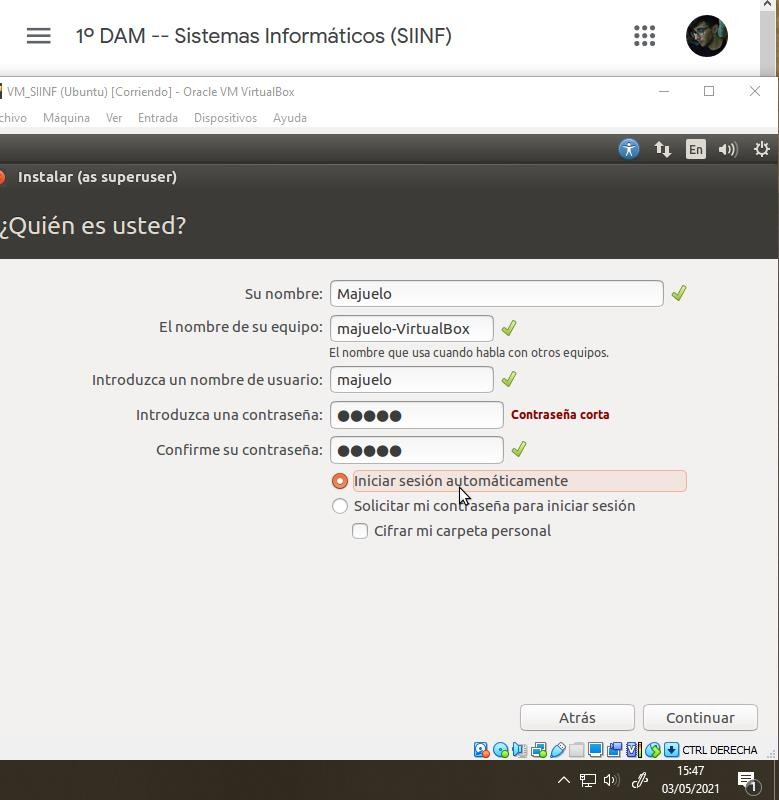 1º DAM -- Sistemas Informáticos (SIINF)
VM_SIINF (Ubuntu) [Corriendo] - Oracle VM VirtualBox
chivo Máquina Ver Entrada Dispositivos Ayuda
En
Instalar (as superuser)
¿Quién es usted?
Su nombre: Majuelo
El nombre de su equipo: majuelo-VirtualBox
El nombre que usa cuando habla con otros equipos.
Introduzca un nombre de usuario: majuelo
Introduzca una contraseña: ●●●●● Contraseña corta
Confirme su contraseña: ●●●●●
Iniciar sesión automáticamente
Solicitar mi contraseña para iniciar sesión
Cifrar mi carpeta personal
Atrás Continuar
CTRL DERECHA
15:47
03/05/2021
1